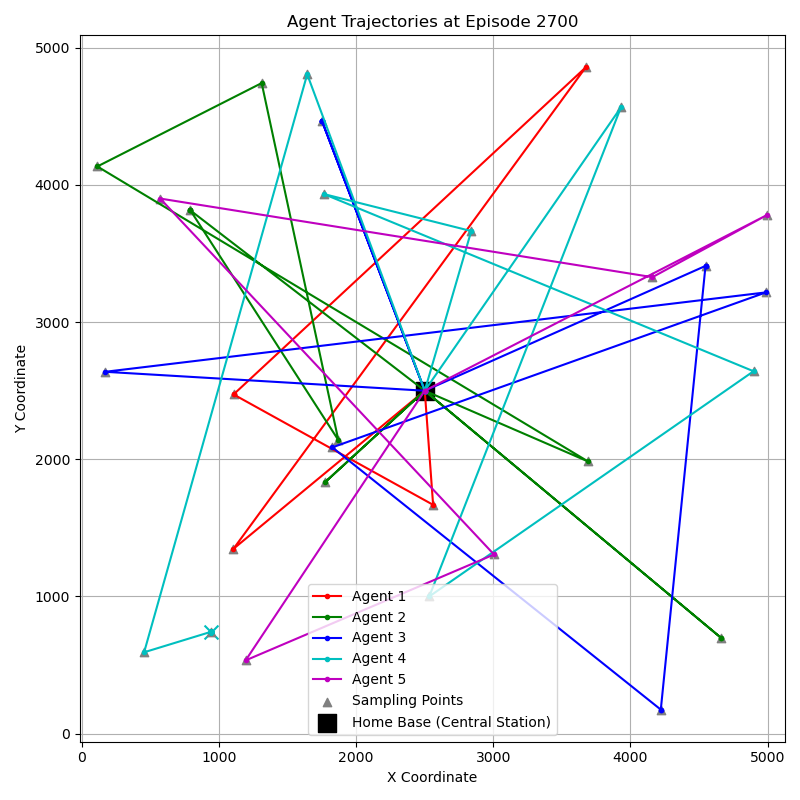 Agent Trajectories at Episode 2700
Y Coordinate
5000
4000
3000
2000
1000
0
0 1000 2000 3000 4000 5000
X Coordinate
Agent 1
Agent 2
Agent 3
Agent 4
Agent 5
Sampling Points
Home Base (Central Station)